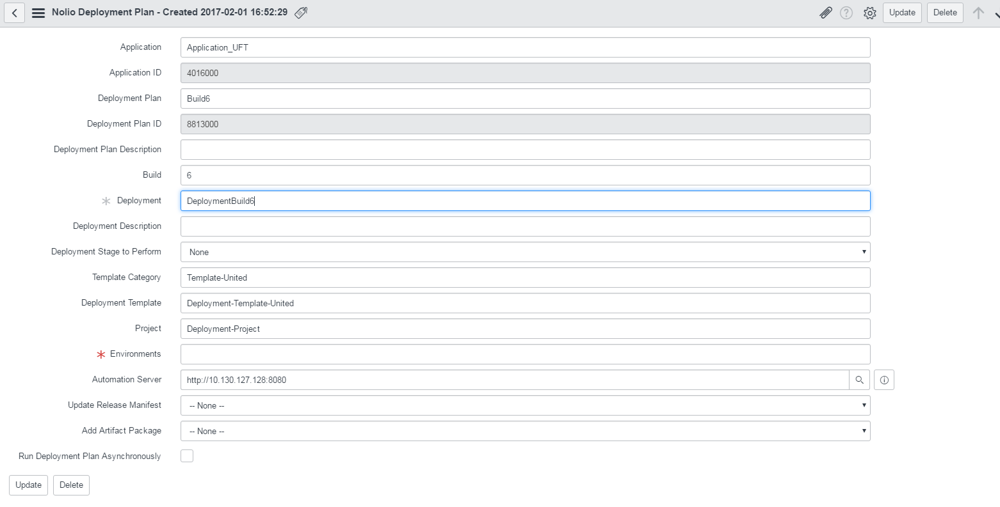 Nolio Deployment Plan - Created 2017-02-01 16:52:29
Update Delete
Application Application_UFT
Application ID 4016000
Deployment Plan Build6
Deployment Plan ID 8813000
Deployment Plan Description
Build 6
Deployment DeploymentBuild6
Deployment Description
Deployment Stage to Perform None
Template Category Template-United
Deployment Template Deployment-Template-United
Project Deployment-Project
Environments
Automation Server http://10.130.127.128:8080
Update Release Manifest -- None --
Add Artifact Package -- None --
Run Deployment Plan Asynchronously
Update Delete